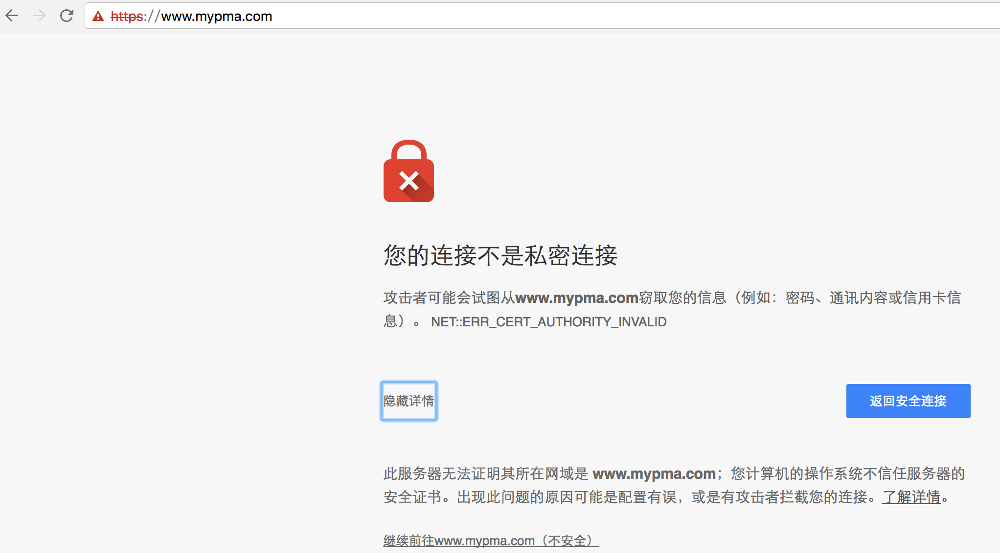 https://www.mypma.com
您的连接不是私密连接
攻击者可能会试图从www.mypma.com窃取您的信息（例如：密码、通讯内容或信用卡信
息）。 NET::ERR_CERT_AUTHORITY_INVALID
隐藏详情
返回安全连接
此服务器无法证明其所在网域是 www.mypma.com；您计算机的操作系统不信任服务器的
安全证书。出现此问题的原因可能是配置有误，或是有攻击者拦截您的连接。了解详情。
继续前往www.mypma.com（不安全）